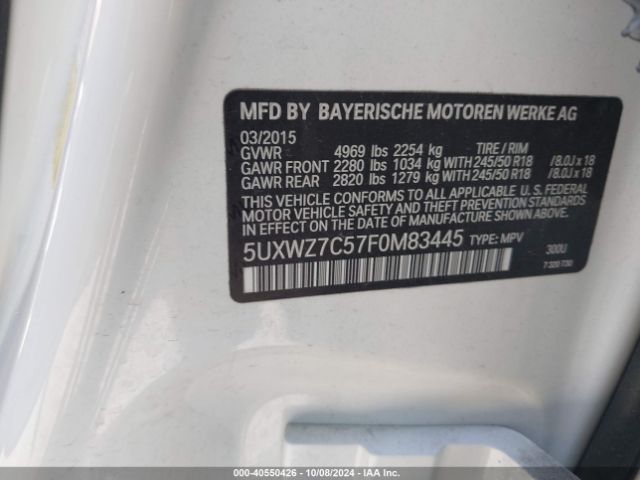 MFD BY BAYERISCHE MOTOREN WERKE AG
03/2015
GVWR 4969 lbs 2254 kg TIRE / RIM
GAWR FRONT 2280 lbs 1034 kg WITH 245/50 R18 / 8.0J x 18
GAWR REAR 2820 lbs 1279 kg WITH 245/50 R18 / 8.0J x 18
THIS VEHICLE CONFORMS TO ALL APPLICABLE U.S. FEDERAL
MOTOR VEHICLE SAFETY AND THEFT PREVENTION STANDARDS
IN EFFECT ON THE DATE OF MANUFACTURE SHOWN ABOVE.
5UXWZ7C57F0M83445 TYPE: MPV
300U
7 320 730
000-40550426 | 10/08/2024 | IAA Inc.